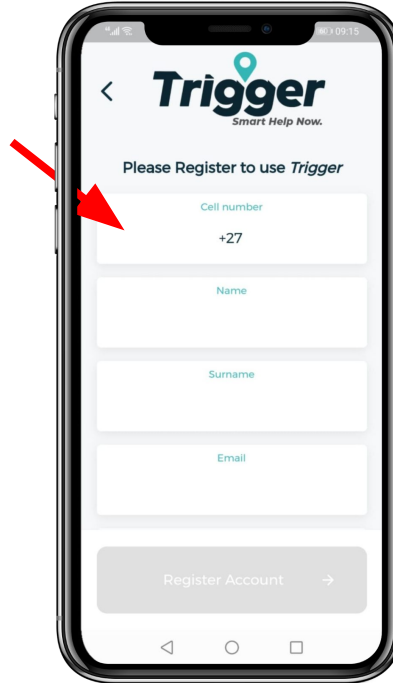 09:15
Trigger
Smart Help Now.
Please Register to use Trigger
Cell number
+27
Name
Surname
Email
Register Account